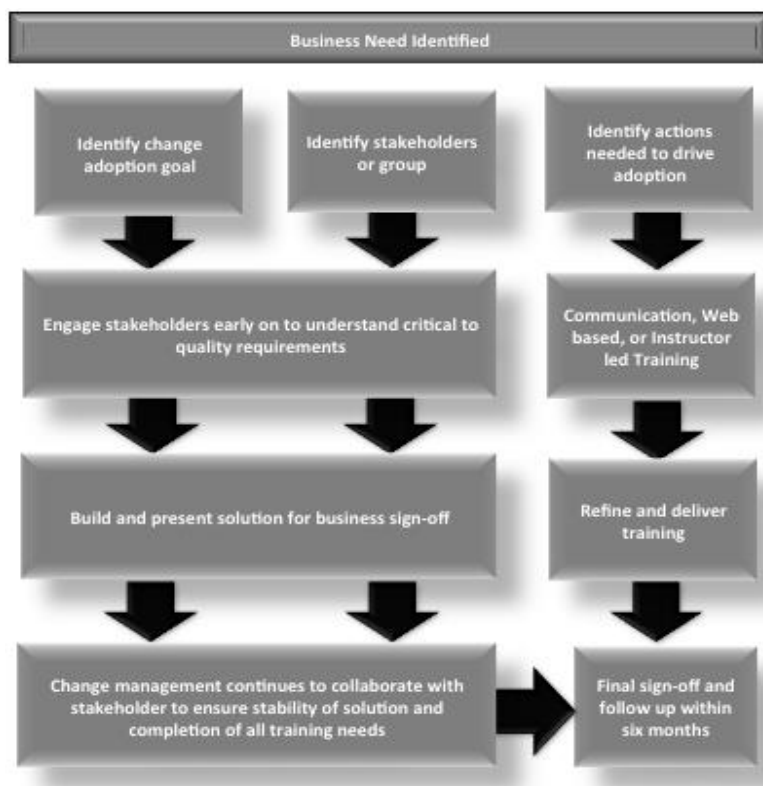 Business Need Identified
Identify change
adoption goal
Identify stakeholders
or group
Identify actions
needed to drive
adoption
Engage stakeholders early on to understand critical to
quality requirements
Communication, Web
based, or Instructor
led Training
Build and present solution for business sign-off
Refine and deliver
training
Change management continues to collaborate with
stakeholder to ensure stability of solution and
completion of all training needs
Final sign-off and
follow up within
six months